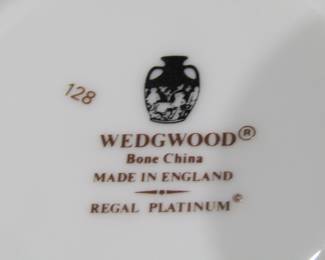 128
WEDGWOOD®
Bone China
MADE IN ENGLAND
REGAL PLATINUM©